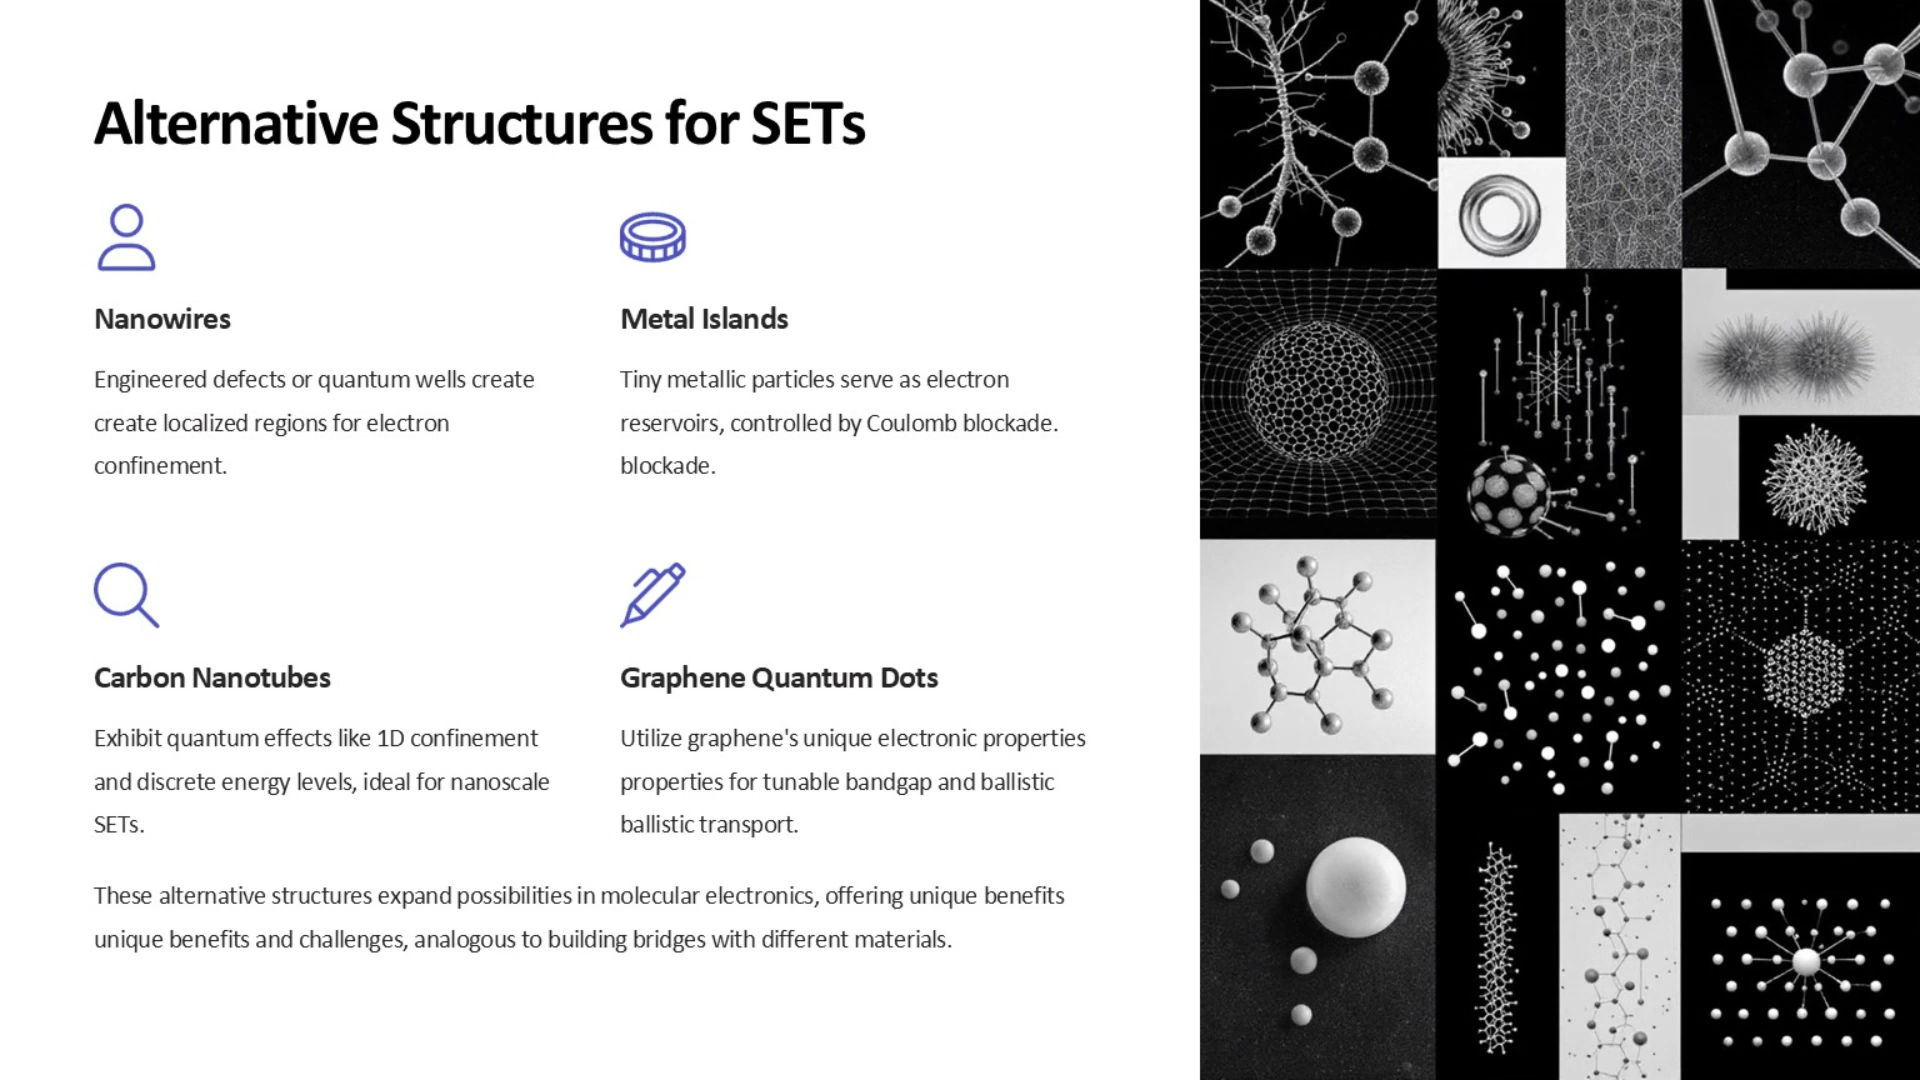 Alternative Structures for SETs
Nanowires
Engineered defects or quantum wells create
create localized regions for electron
confinement.
Metal Islands
Tiny metallic particles serve as electron
reservoirs, controlled by Coulomb blockade.
blockade.
Carbon Nanotubes
Exhibit quantum effects like 1D confinement
and discrete energy levels, ideal for nanoscale
SETs.
Graphene Quantum Dots
Utilize graphene's unique electronic properties
properties for tunable bandgap and ballistic
ballistic transport.
These alternative structures expand possibilities in molecular electronics, offering unique benefits
unique benefits and challenges, analogous to building bridges with different materials.